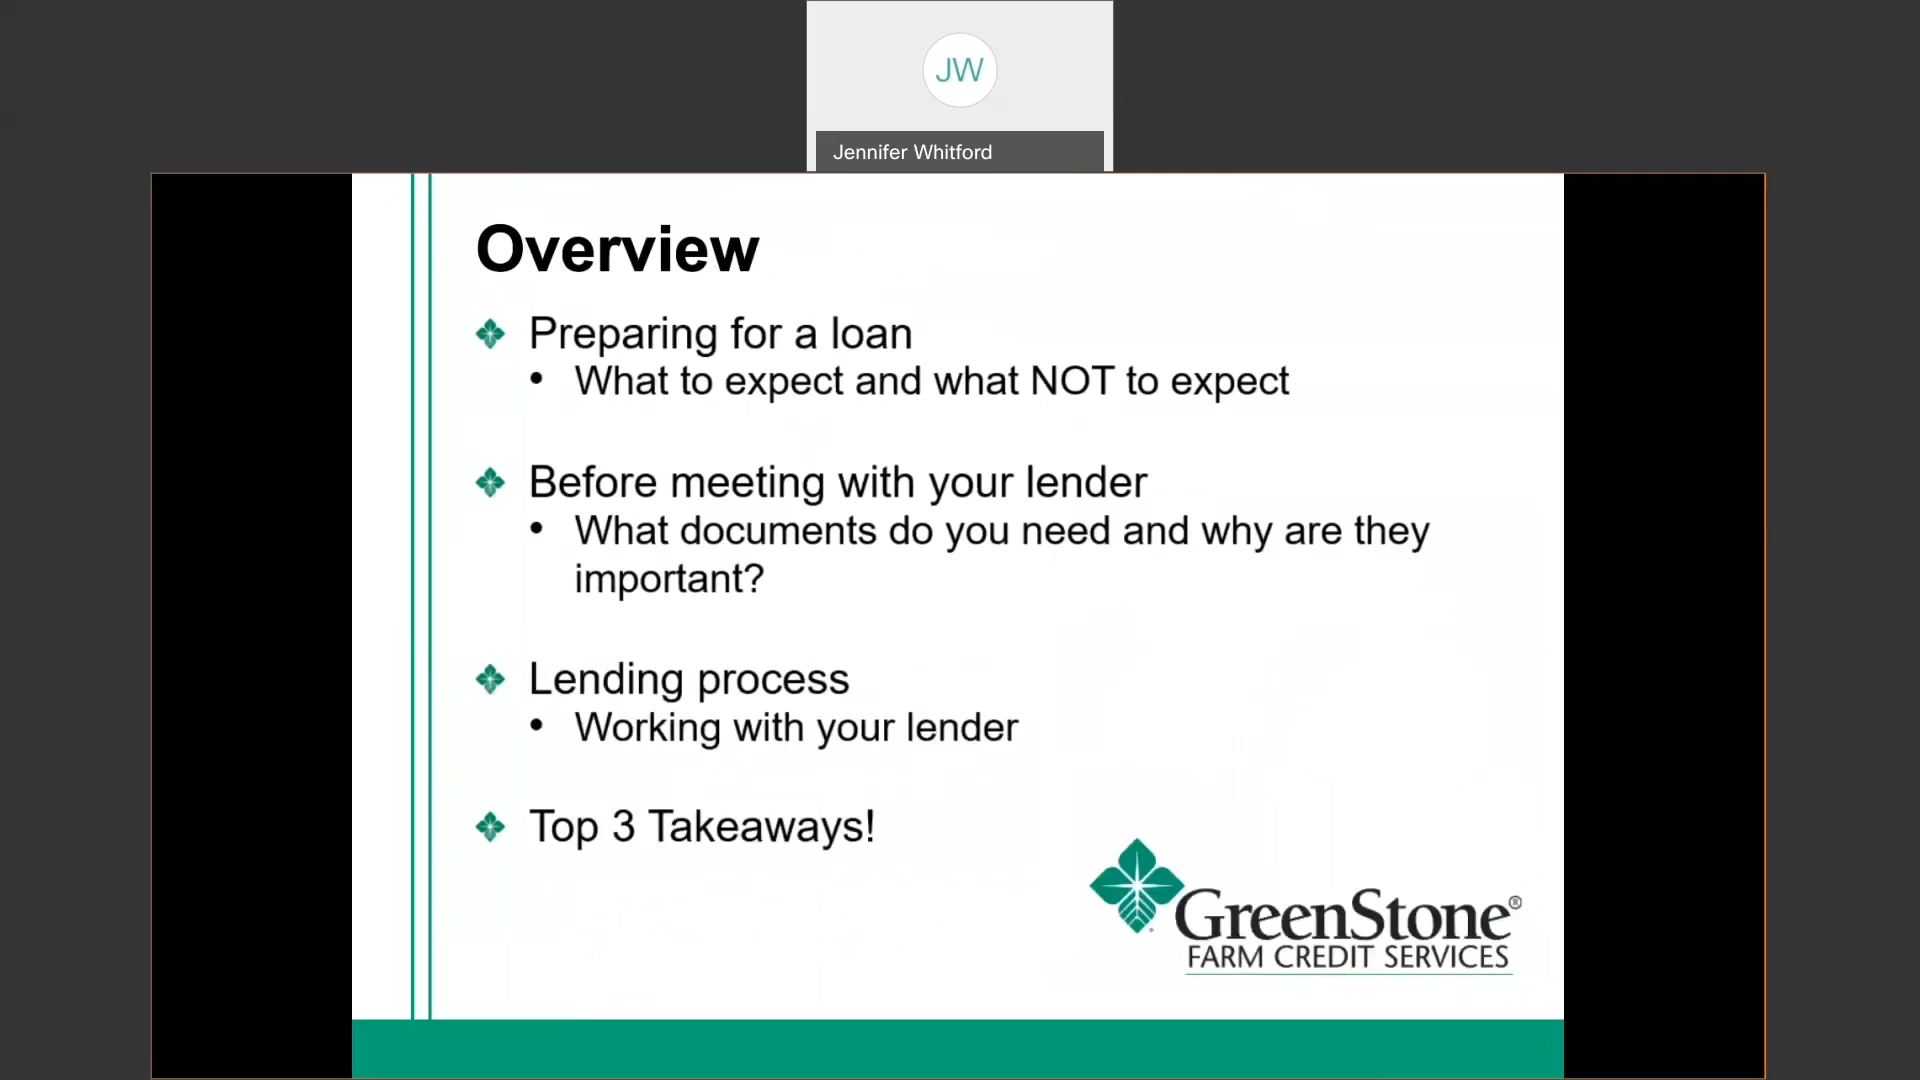 JW
Jennifer Whitford
Overview
Preparing for a loan
• What to expect and what NOT to expect
Before meeting with your lender
• What documents do you need and why are they
important?
Lending process
• Working with your lender
Top 3 Takeaways!
GreenStone®
FARM CREDIT SERVICES